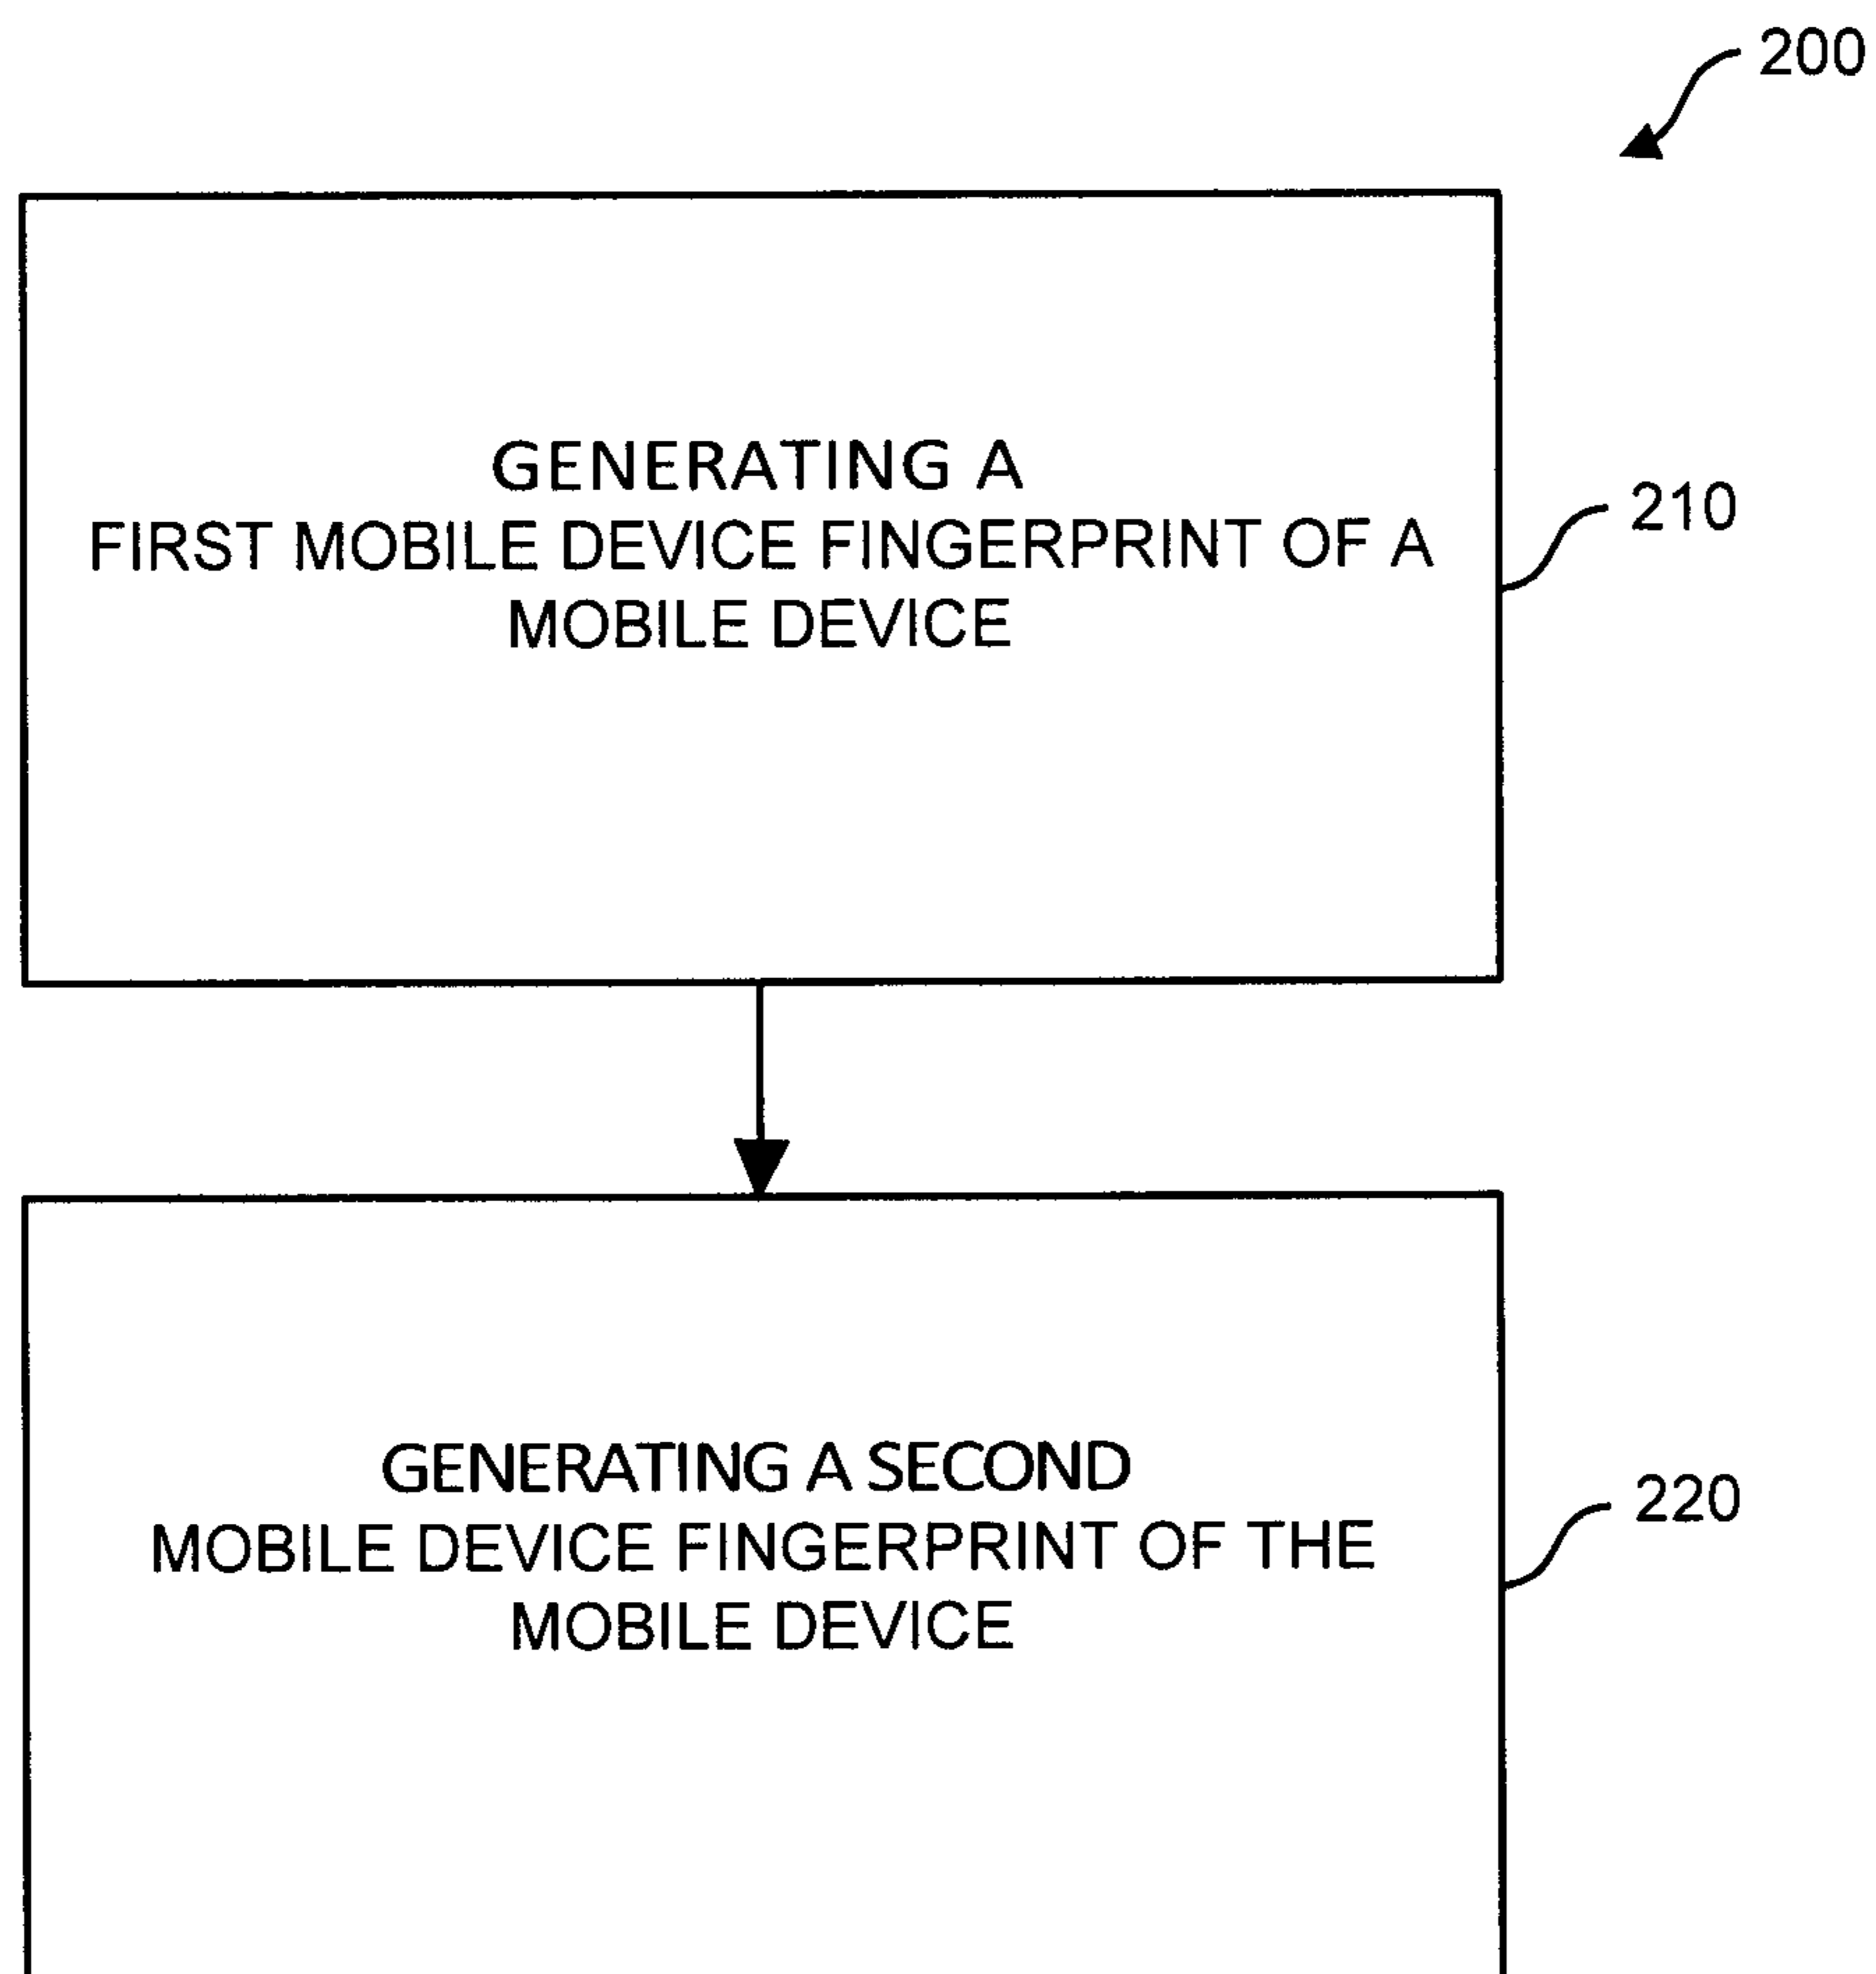 200
GENERATING A
FIRST MOBILE DEVICE FINGERPRINT OF A
MOBILE DEVICE
210
GENERATING A SECOND
MOBILE DEVICE FINGERPRINT OF THE
MOBILE DEVICE
220